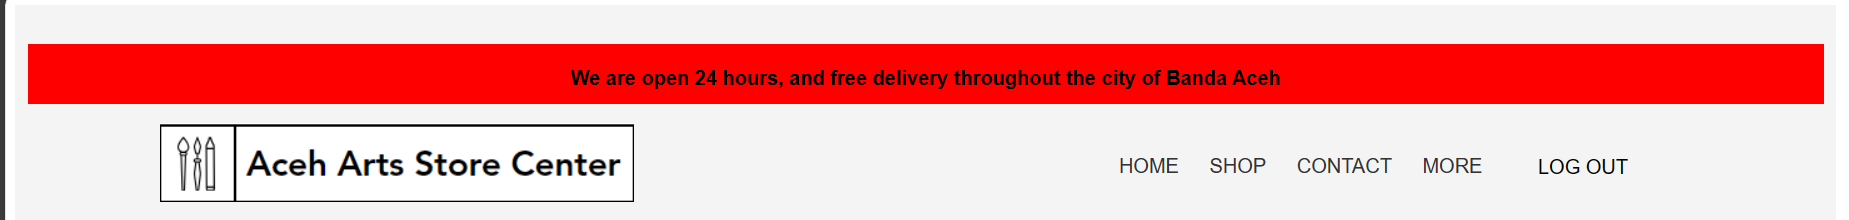 We are open 24 hours, and free delivery throughout the city of Banda Aceh
Aceh Arts Store Center
HOME SHOP CONTACT MORE LOG OUT